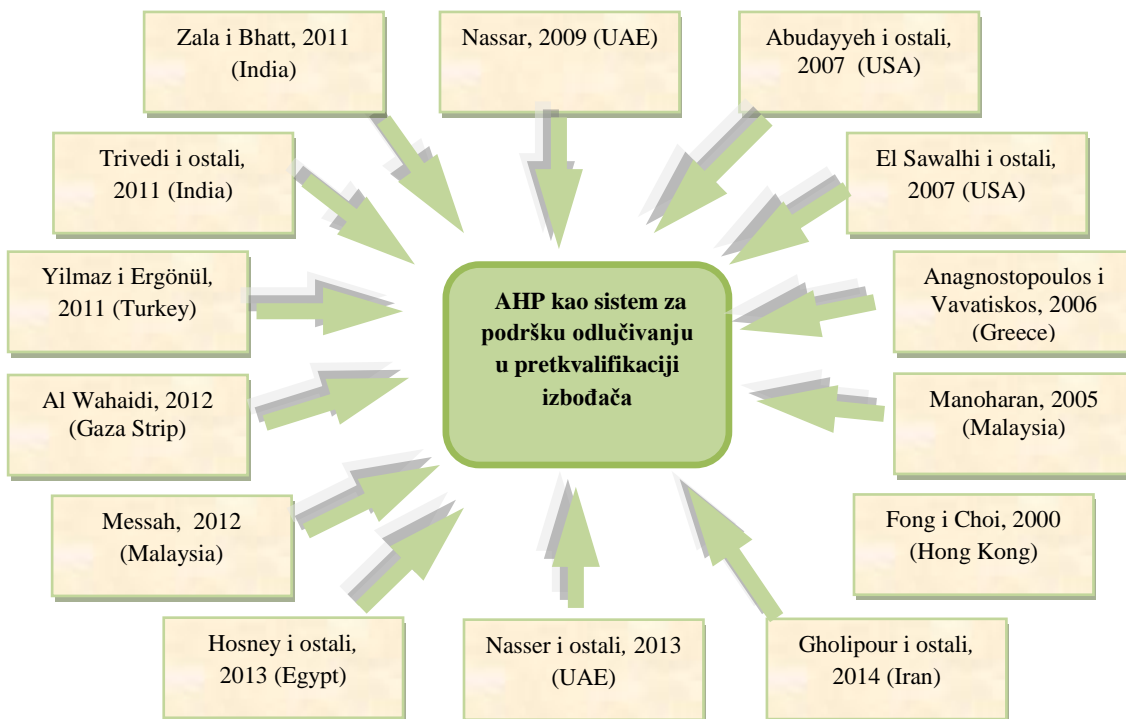 Zala i Bhatt, 2011
(India)
Nassar, 2009 (UAE)
Abudayyeh i ostali,
2007 (USA)
Trivedi i ostali,
2011 (India)
El Sawalhi i ostali,
2007 (USA)
Yilmaz i Ergönül,
2011 (Turkey)
AHP kao sistem za
podršku odlučivanju
u pretkvalifikaciji
izbođača
Anagnostopoulos i
Vavatiskos, 2006
(Greece)
Al Wahaidi, 2012
(Gaza Strip)
Manoharan, 2005
(Malaysia)
Messah, 2012
(Malaysia)
Fong i Choi, 2000
(Hong Kong)
Hosney i ostali,
2013 (Egypt)
Nasser i ostali, 2013
(UAE)
Gholipour i ostali,
2014 (Iran)